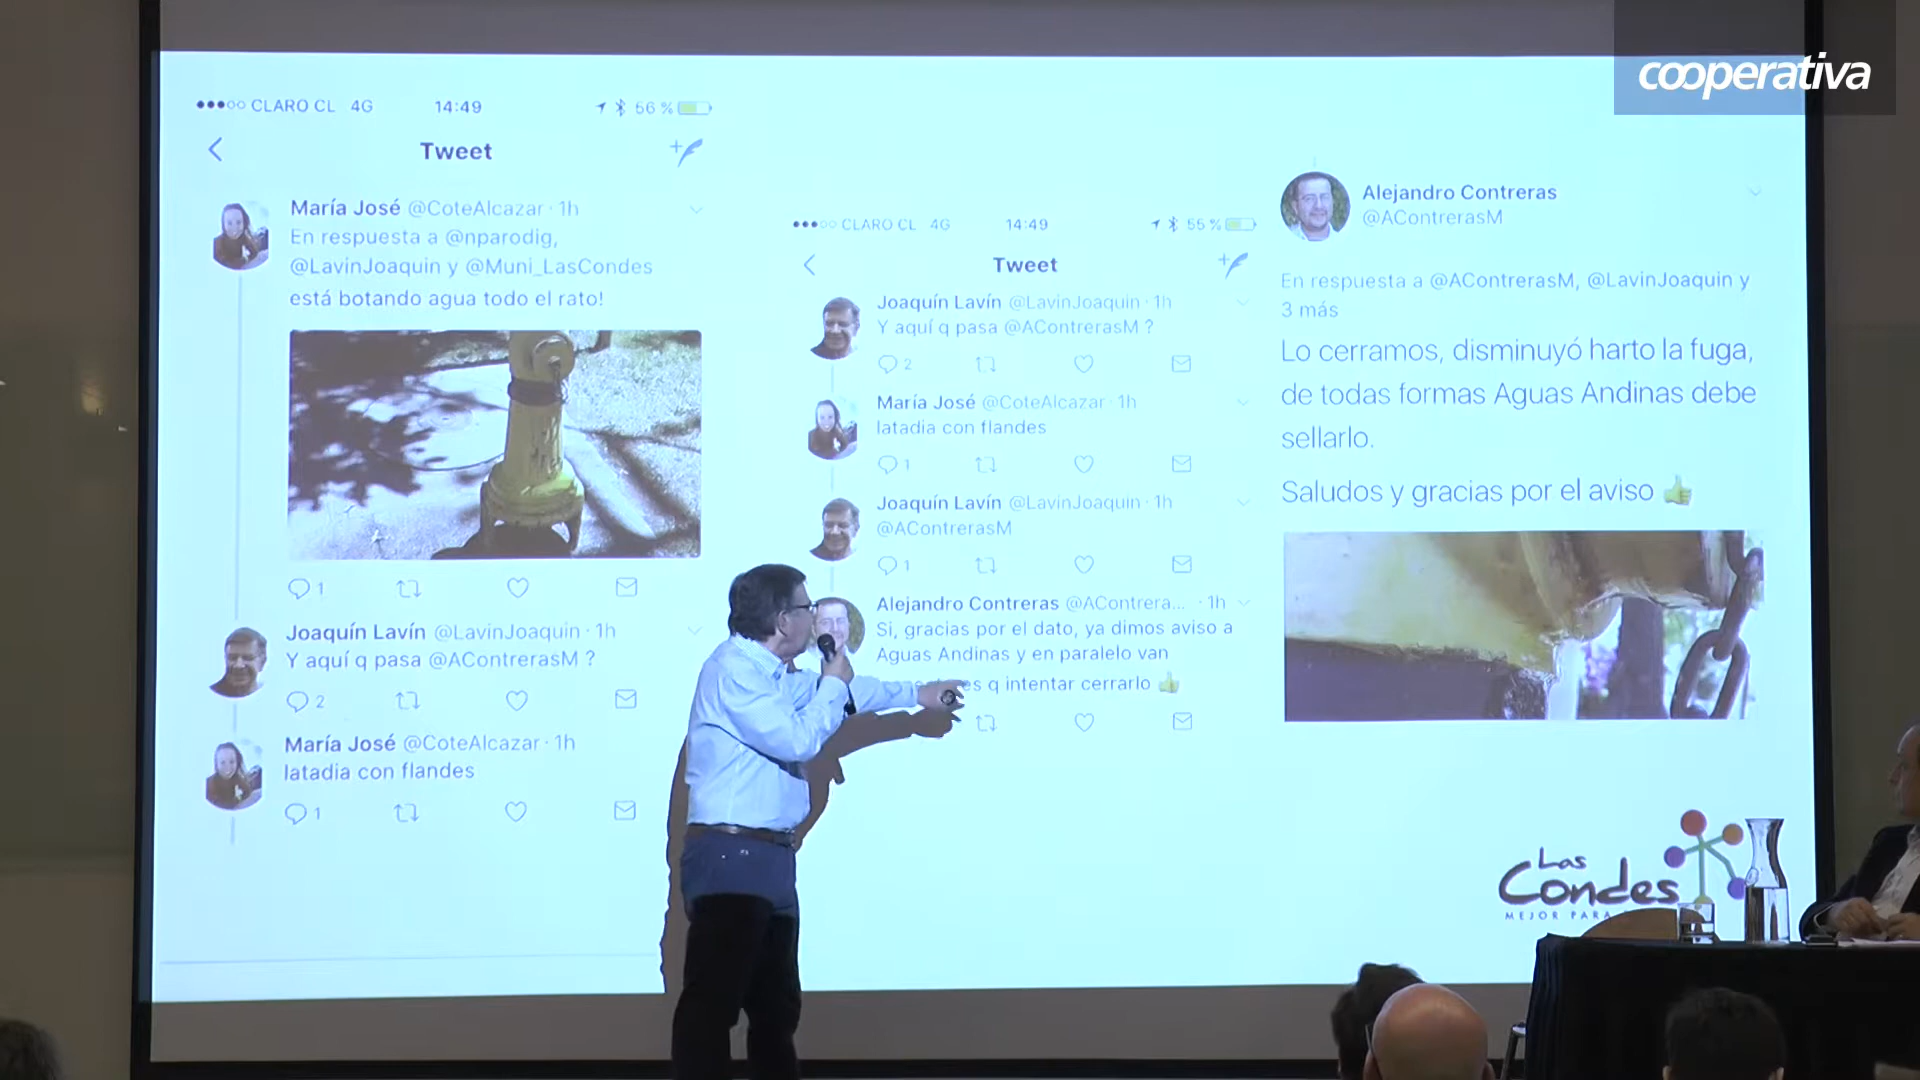 cooperativa
CLARO CL 4G 14:49 56 %
Tweet
María José @CoteAlcazar · 1h
En respuesta a @nparodig,
@LavinJoaquin y @Muni_LasCondes
está botando agua todo el rato!
1
Joaquín Lavín @LavinJoaquin · 1h
Y aquí q pasa @AContrerasM ?
2
María José @CoteAlcazar · 1h
latadia con flandes
1
CLARO CL 4G 14:49 55 %
Tweet
Joaquín Lavín @LavinJoaquin · 1h
Y aquí q pasa @AContrerasM ?
2
María José @CoteAlcazar · 1h
latadia con flandes
1
Joaquín Lavín @LavinJoaquin · 1h
@AContrerasM
1
Alejandro Contreras @AContrera... · 1h
Si, gracias por el dato, ya dimos aviso a
Aguas Andinas y en paralelo van
q intentar cerrarlo 👍
Alejandro Contreras
@AContrerasM
En respuesta a @AContrerasM, @LavinJoaquin y
3 más
Lo cerramos, disminuyó harto la fuga,
de todas formas Aguas Andinas debe
sellarlo.
Saludos y gracias por el aviso 👍
Las
Condes
MEJOR PARA